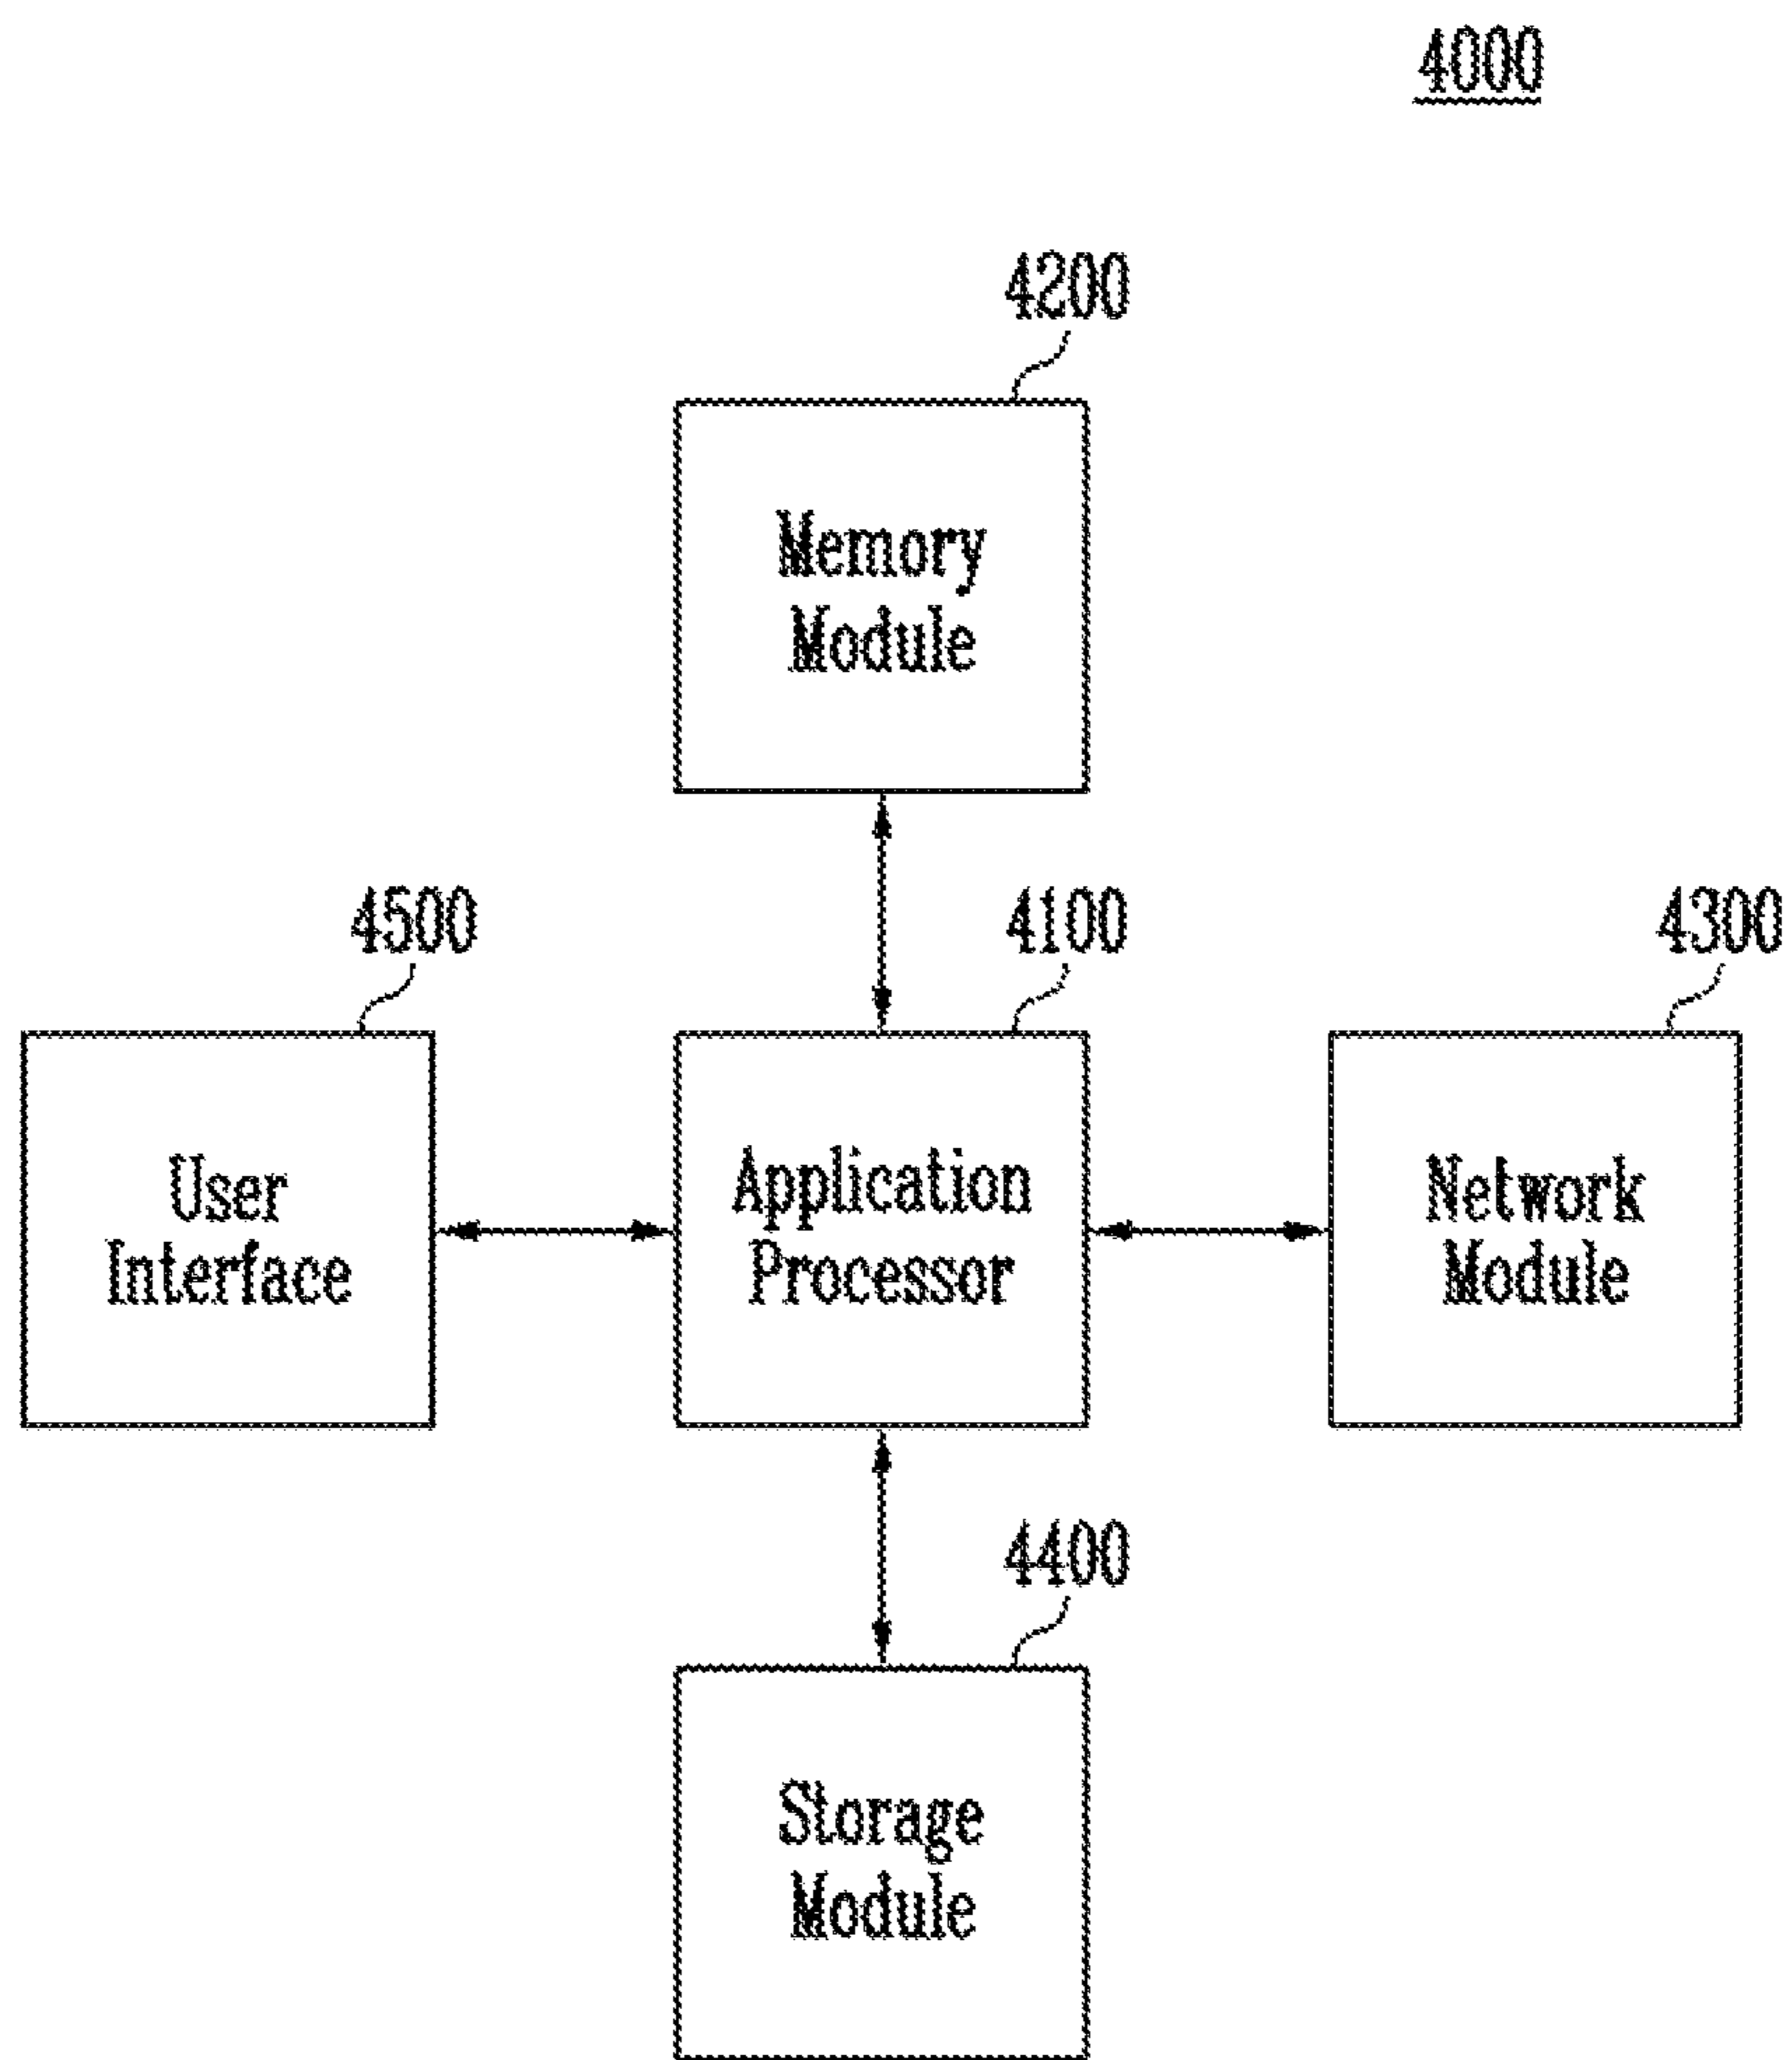 4000
4200
Memory
Module
4500
4100
4300
User
Interface
Application
Processor
Network
Module
4400
Storage
Module